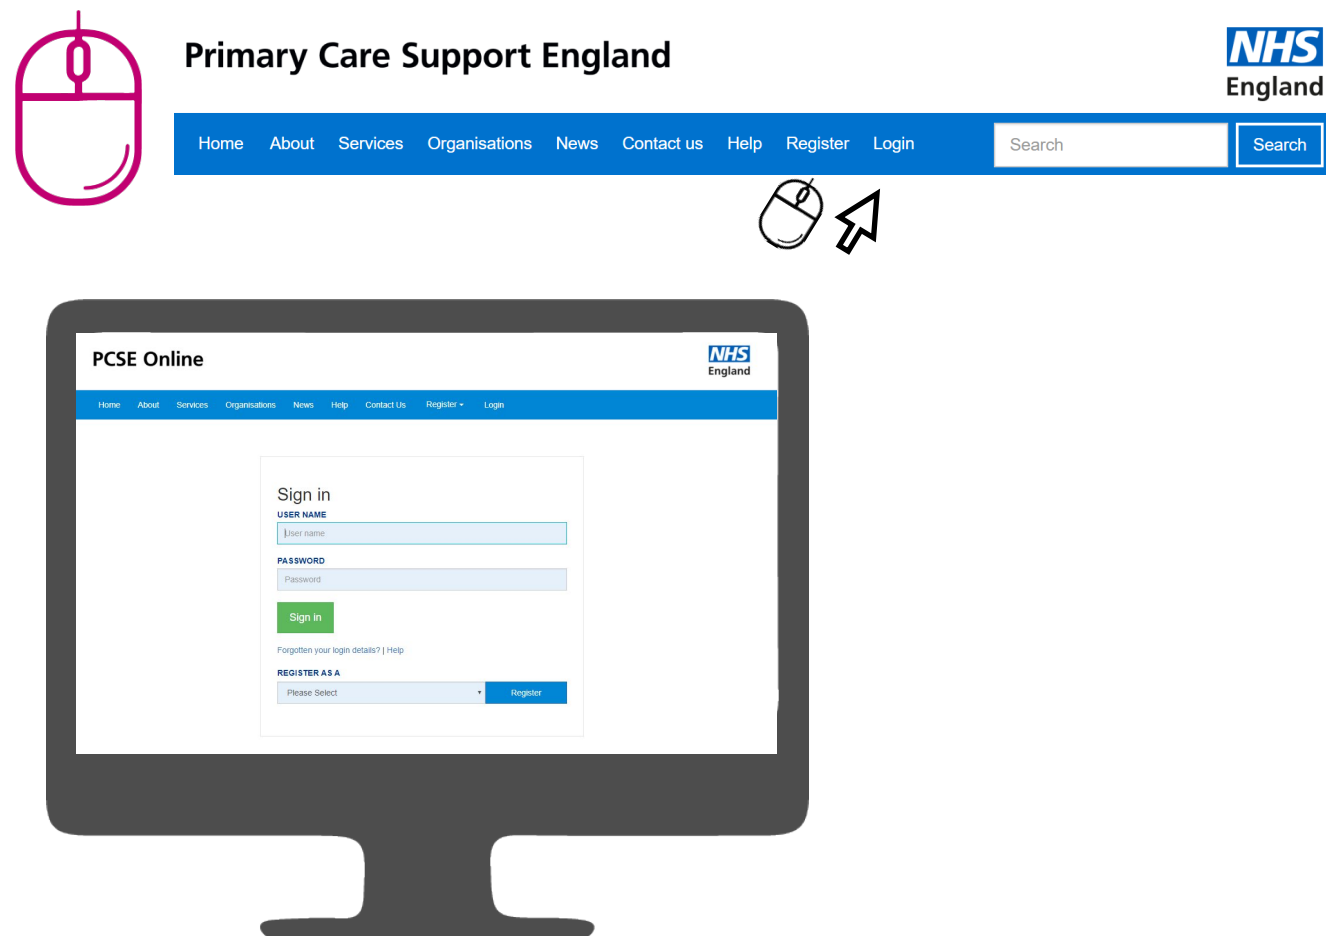 Primary Care Support England
NHS
England
Home About Services Organisations News Contact us Help Register Login Search Search
PCSE Online
NHS
England
Home About Services Organisations News Help Contact Us Register Login
Sign in
USER NAME
User name
PASSWORD
Password
Sign in
Forgotten your login details? | Help
REGISTER AS A
Please Select Register